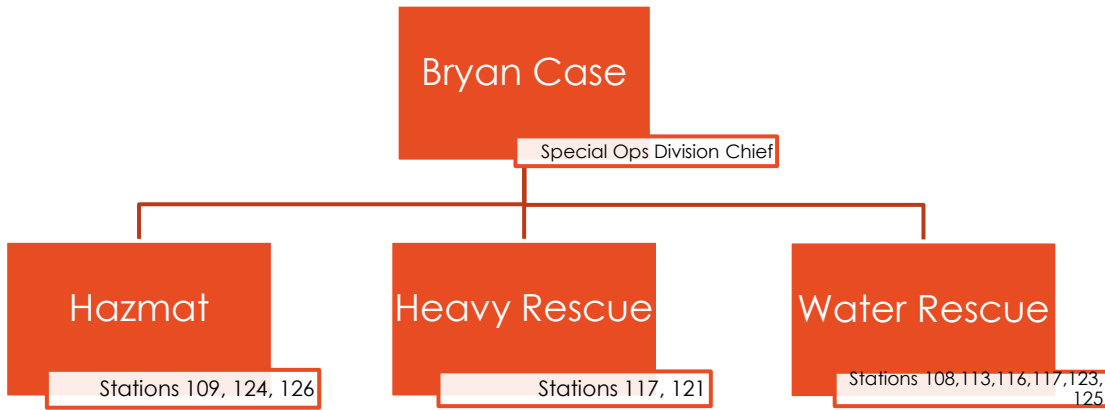 Bryan Case
Special Ops Division Chief
Hazmat
Stations 109, 124, 126
Heavy Rescue
Stations 117, 121
Water Rescue
Stations 108,113,116,117,123,
125